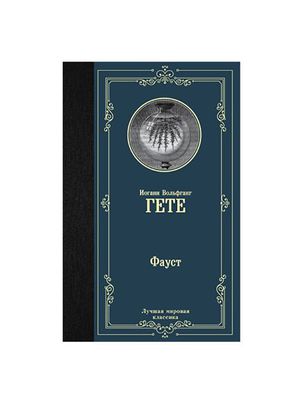 Иоганн Вольфганг
ГЕТЕ
Фауст
Лучшая мировая
классика